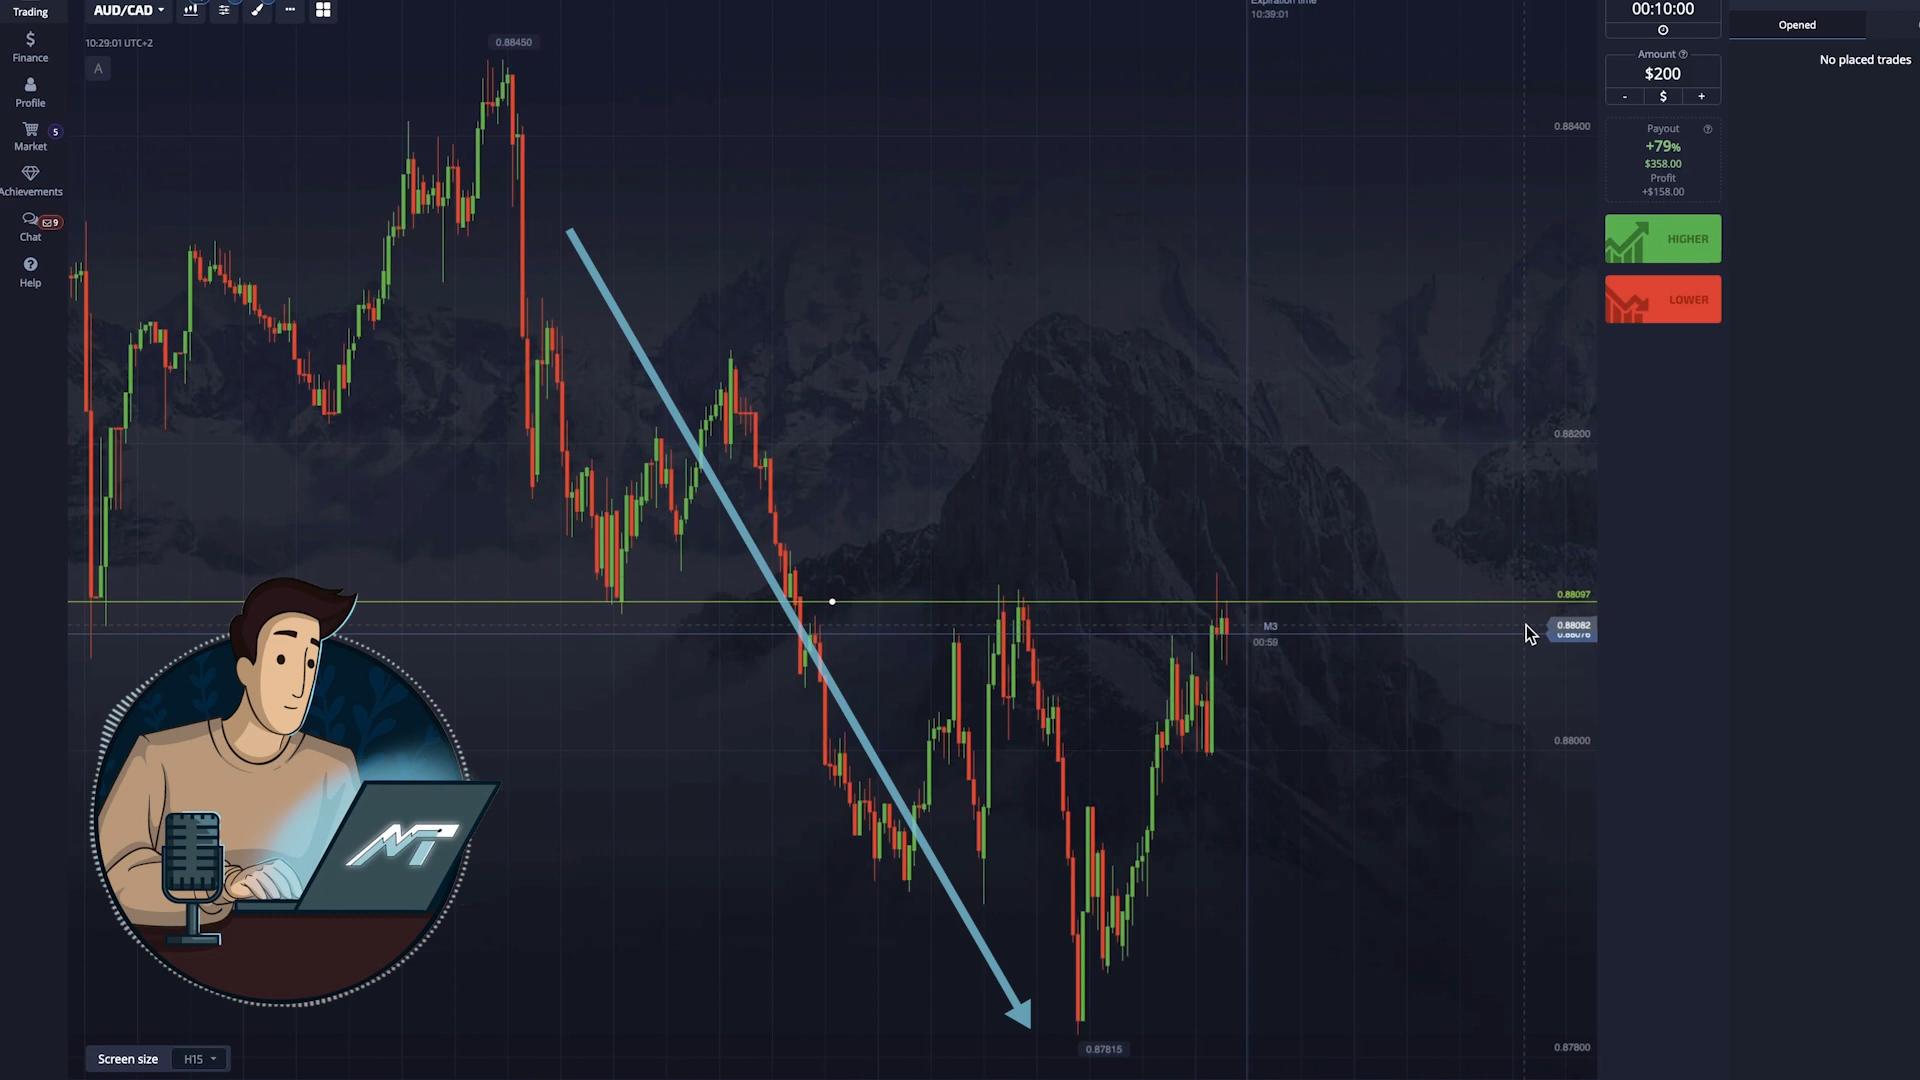 Trading
Finance
Profile
Market
5
Achievements
Chat
9
Help
AUD/CAD
10:29:01 UTC+2
A
0.88450
Expiration time
10:39:01
0.88400
0.88200
0.88097
0.88082
0.88076
M3
00:59
0.88000
0.87815
0.87800
Screen size
H15
00:10:00
Amount
$200
- $ +
Payout
+79%
$358.00
Profit
+$158.00
HIGHER
LOWER
Opened
No placed trades
MT